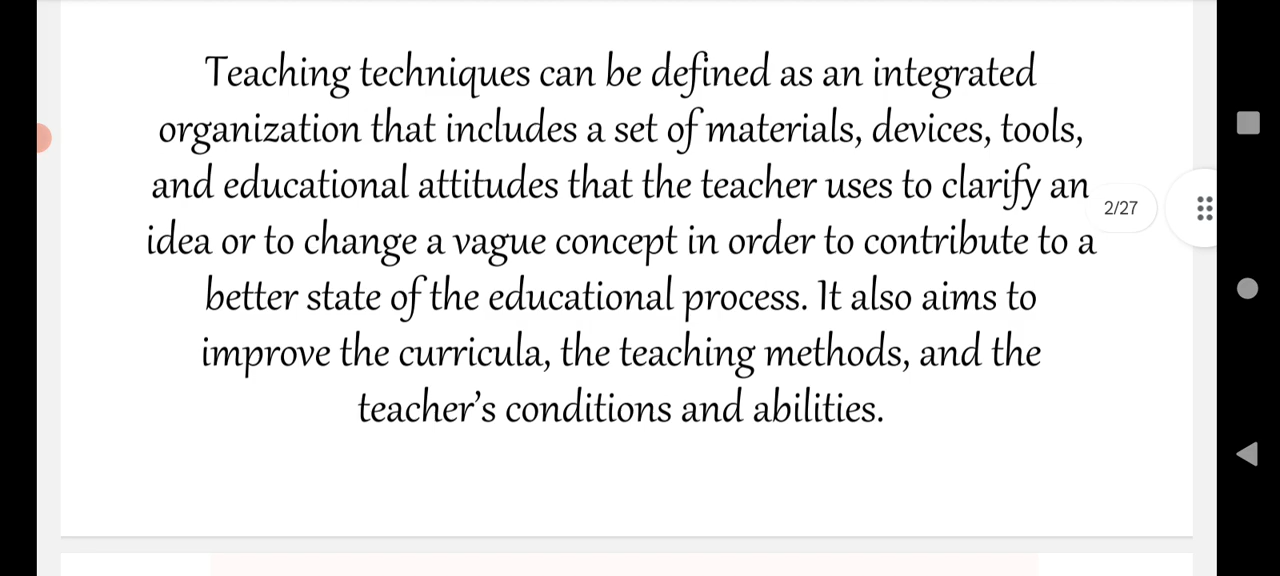 Teaching techniques can be defined as an integrated
organization that includes a set of materials, devices, tools,
and educational attitudes that the teacher uses to clarify an
idea or to change a vague concept in order to contribute to a
better state of the educational process. It also aims to
improve the curricula, the teaching methods, and the
teacher’s conditions and abilities.
2/27